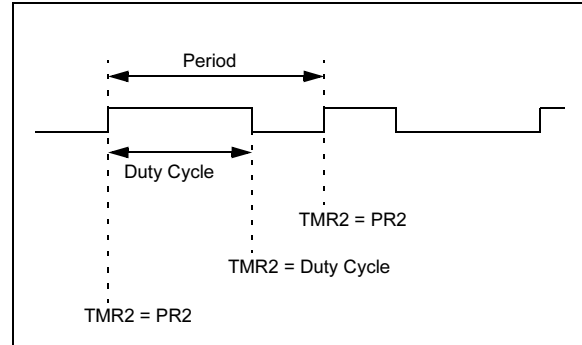 Period
Duty Cycle
TMR2 = PR2
TMR2 = Duty Cycle
TMR2 = PR2